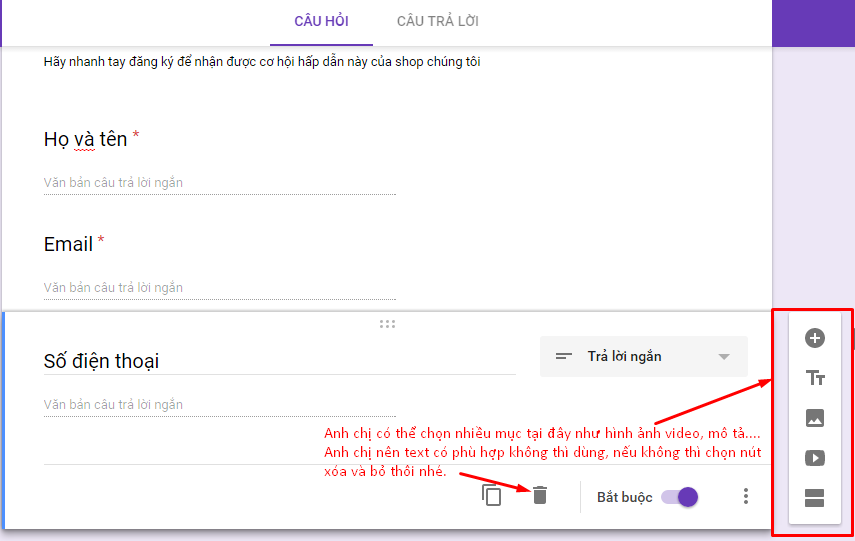 CÂU HỎI CÂU TRẢ LỜI
Hãy nhanh tay đăng ký để nhận được cơ hội hấp dẫn này của shop chúng tôi
Họ và tên *
Văn bản câu trả lời ngắn
Email *
Văn bản câu trả lời ngắn
Số điện thoại
Trả lời ngắn
Văn bản câu trả lời ngắn
Anh chị có thể chọn nhiều mục tại đây như hình ảnh video, mô tả....
Anh chị nên text có phù hợp không thì dùng, nếu không thì chọn nút
xóa và bỏ thôi nhé.
Bắt buộc